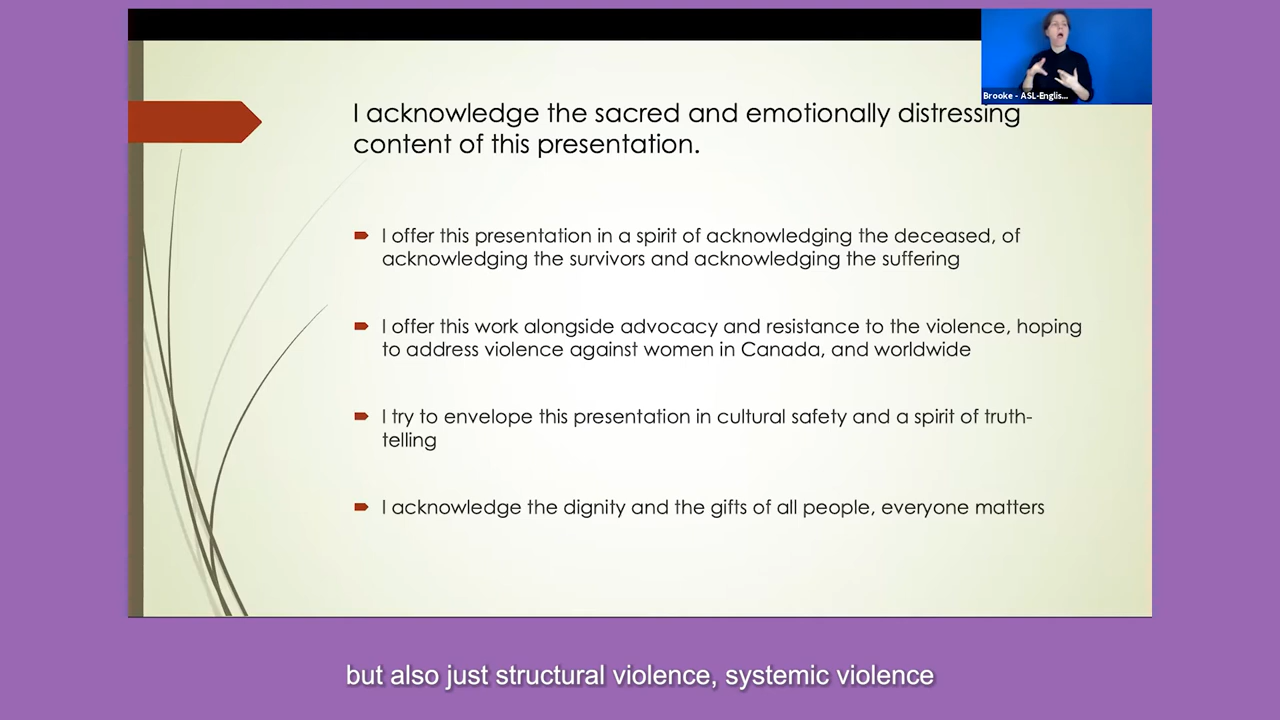 Brooke - ASL-Englis...
I acknowledge the sacred and emotionally distressing
content of this presentation.
I offer this presentation in a spirit of acknowledging the deceased, of
acknowledging the survivors and acknowledging the suffering
I offer this work alongside advocacy and resistance to the violence, hoping
to address violence against women in Canada, and worldwide
I try to envelope this presentation in cultural safety and a spirit of truth-
telling
I acknowledge the dignity and the gifts of all people, everyone matters
but also just structural violence, systemic violence